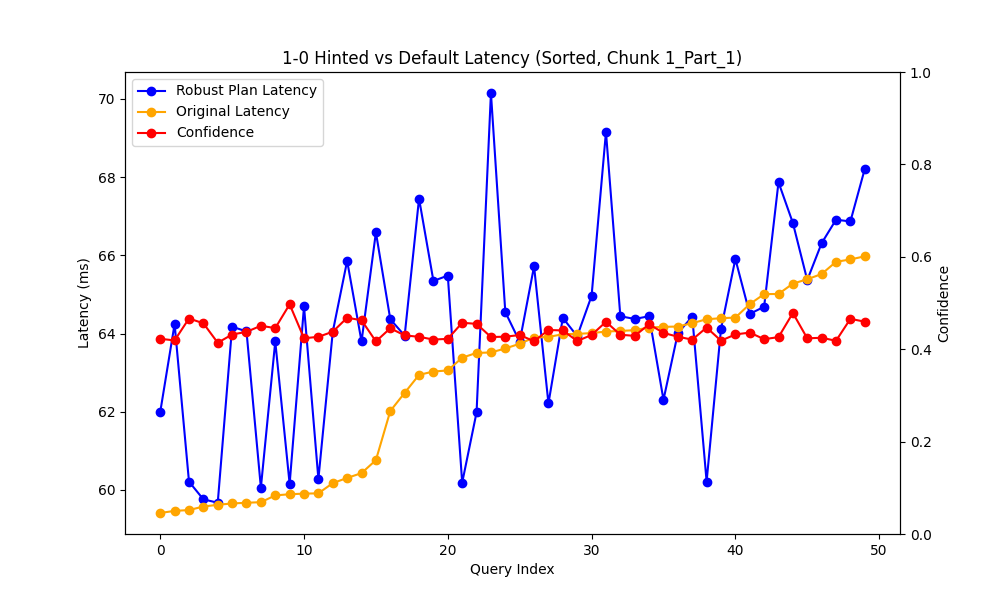 1-0 Hinted vs Default Latency (Sorted, Chunk 1_Part_1)
Robust Plan Latency
Original Latency
Confidence
70
68
66
64
62
60
Latency (ms)
1.0
0.8
0.6
0.4
0.2
0.0
Confidence
0 10 20 30 40 50
Query Index